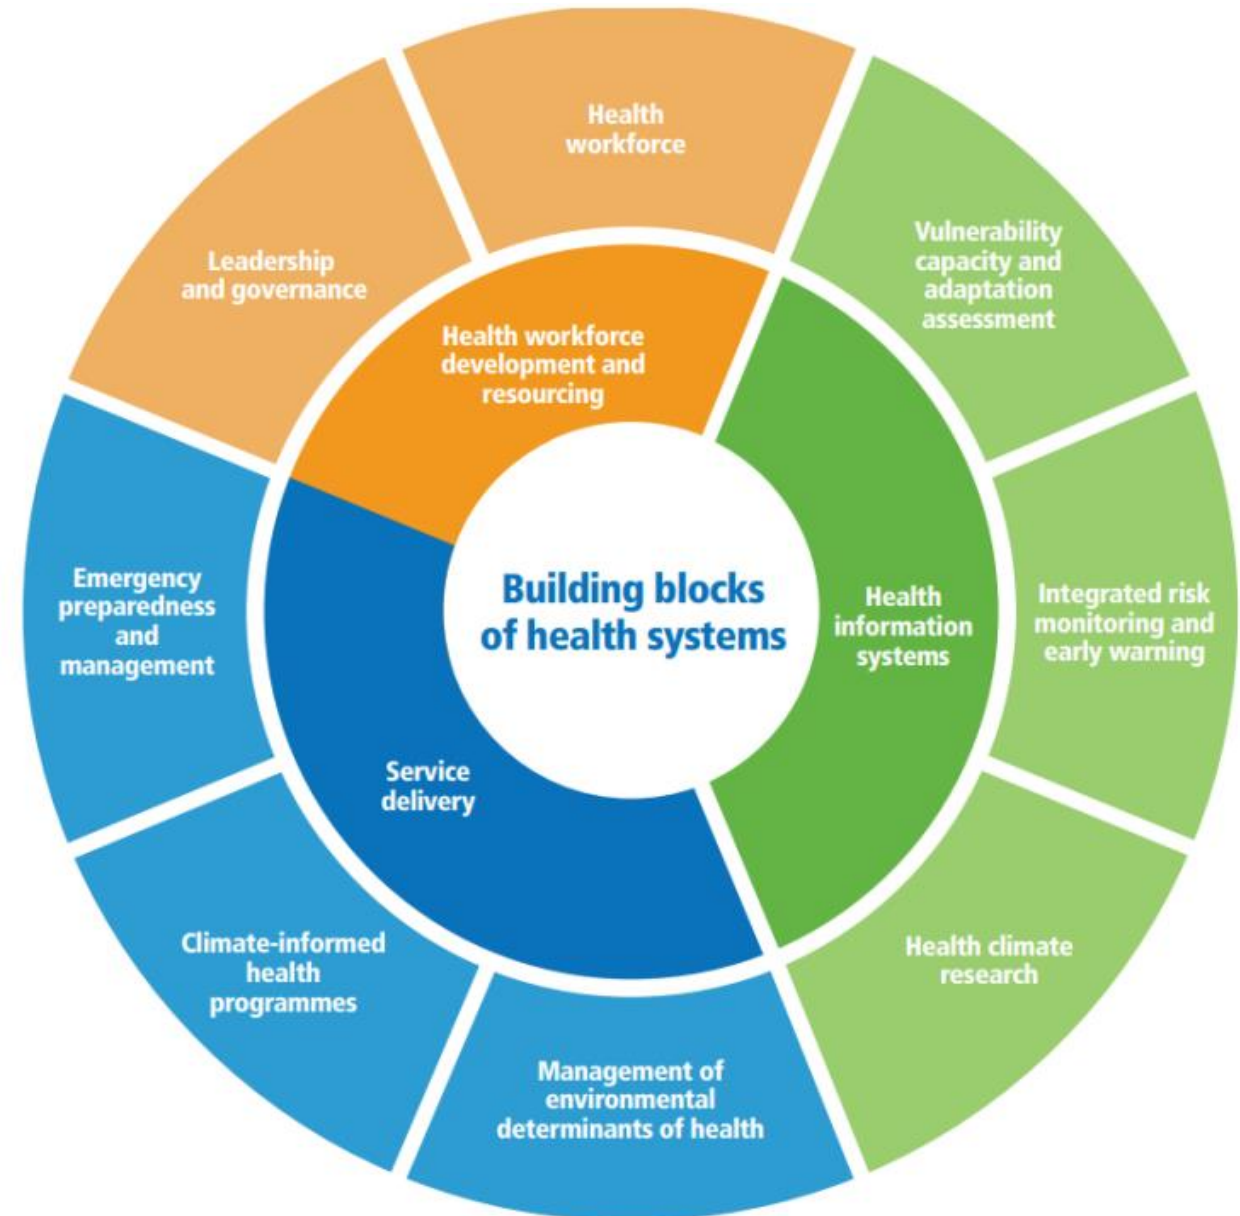 Health
workforce
Vulnerability
capacity and
adaptation
assessment
Leadership
and governance
Health workforce
development and
resourcing
Emergency
preparedness
and
management
Building blocks
of health systems
Health
information
systems
Integrated risk
monitoring and
early warning
Service
delivery
Climate-informed
health
programmes
Health climate
research
Management of
environmental
determinants of health